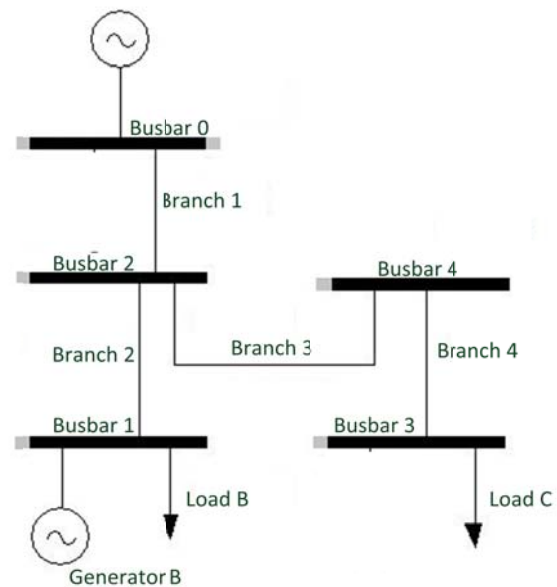 Busbar 0
Branch 1
Busbar 2
Busbar 4
Branch 3
Branch 2
Branch 4
Busbar 1
Busbar 3
Load B
Load C
Generator B